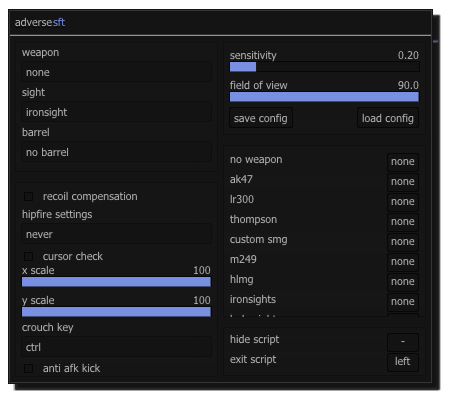 adversesft
weapon
none
sight
ironsight
barrel
no barrel
recoil compensation
hipfire settings
never
cursor check
x scale 100
y scale 100
crouch key
ctrl
anti afk kick
sensitivity 0.20
field of view 90.0
save config load config
no weapon none
ak47 none
lr300 none
thompson none
custom smg none
m249 none
hlmg none
ironsights none
hide script -
exit script left